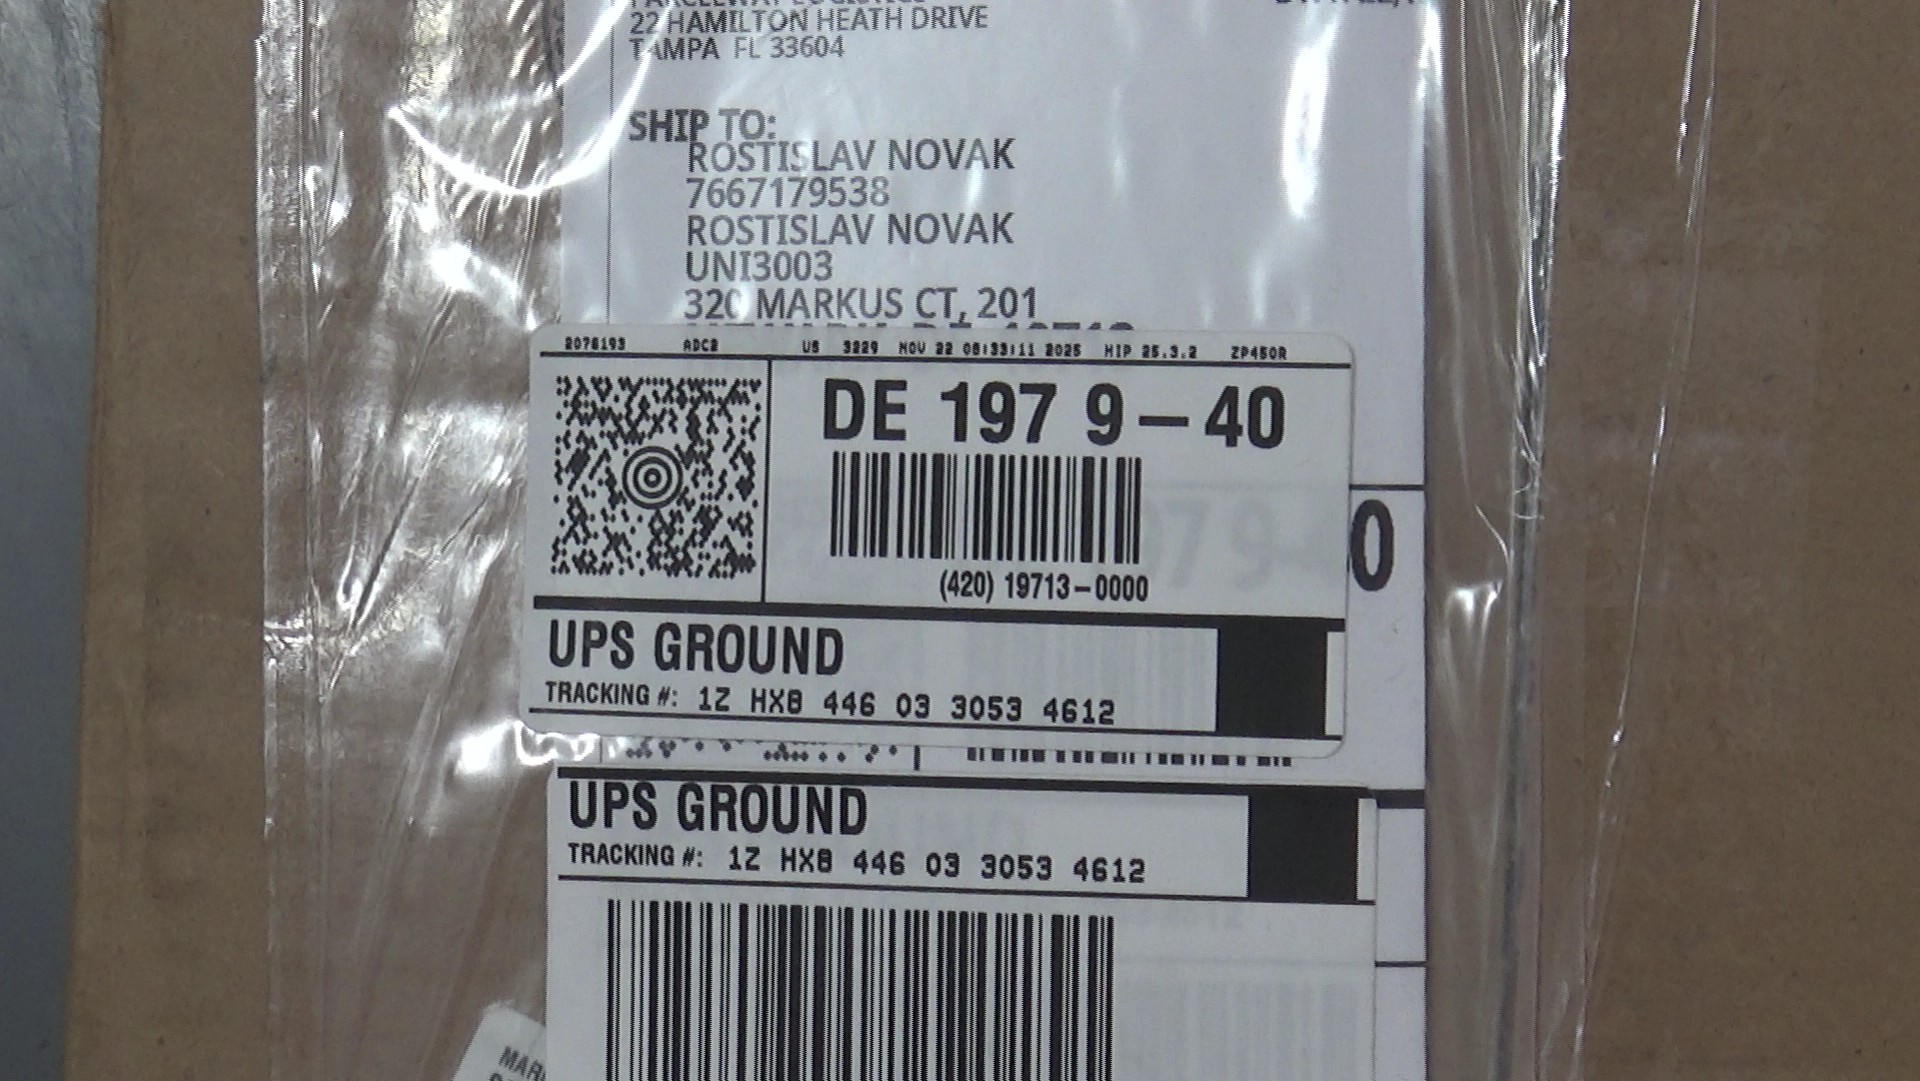 22 HAMILTON HEATH DRIVE
TAMPA FL 33604
SHIP TO:
ROSTISLAV NOVAK
7667179538
ROSTISLAV NOVAK
UNI3003
320 MARKUS CT, 201
2076193 ADC2 US 3229 NOV 22 08:33:11 2025 HIP 25.3.2 ZP450R
DE 197 9-40
(420) 19713-0000
0
UPS GROUND
TRACKING #: 1Z HX8 446 03 3053 4612
UPS GROUND
TRACKING #: 1Z HX8 446 03 3053 4612